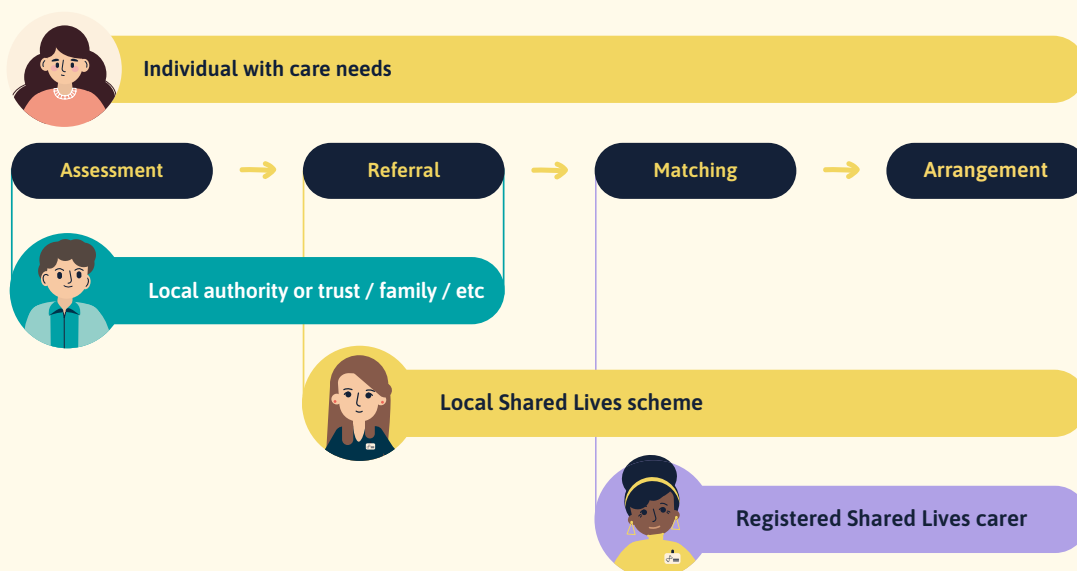 Individual with care needs
Assessment
Referral
Matching
Arrangement
Local authority or trust / family / etc
Local Shared Lives scheme
Registered Shared Lives carer